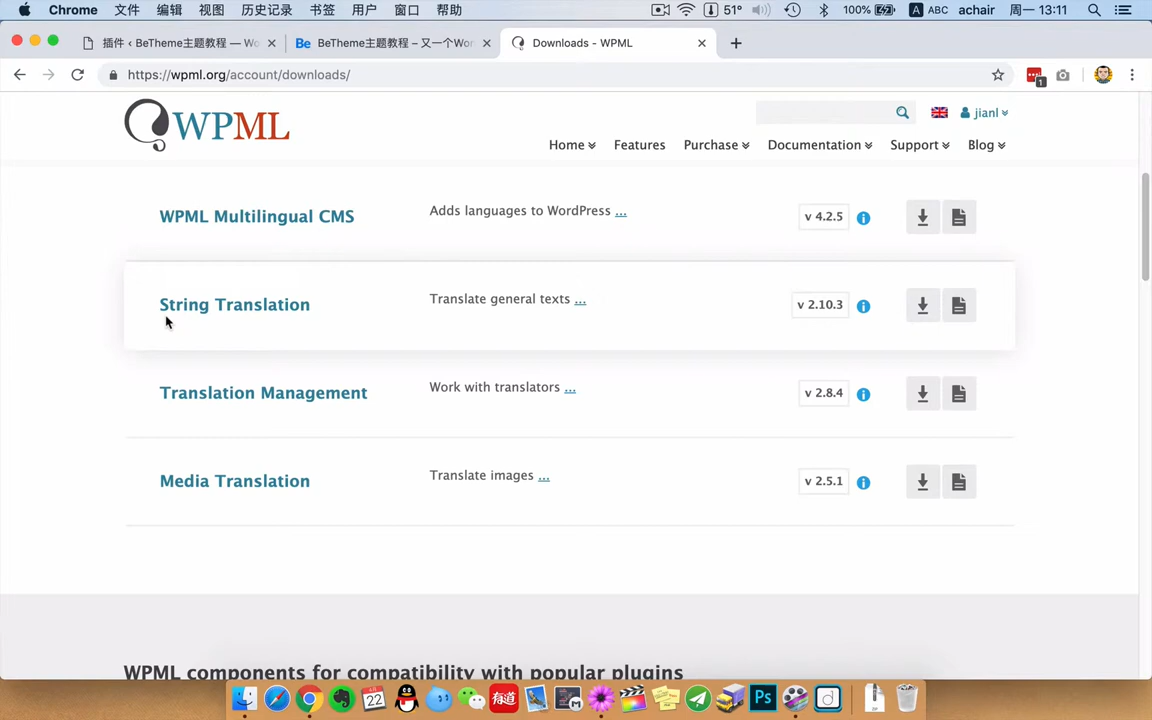 Chrome 文件 编辑 视图 历史记录 书签 用户 窗口 帮助 51° 100% A ABC achair 周一 13:11
插件 ‹ BeTheme主题教程 — Wo Be BeTheme主题教程 – 又一个Wor Downloads - WPML
https://wpml.org/account/downloads/ 1
WPML jianl
Home Features Purchase Documentation Support Blog
WPML Multilingual CMS Adds languages to WordPress ... v 4.2.5
String Translation Translate general texts ... v 2.10.3
Translation Management Work with translators ... v 2.8.4
Media Translation Translate images ... v 2.5.1
WPML components for compatibility with popular plugins
22 有道 Ps